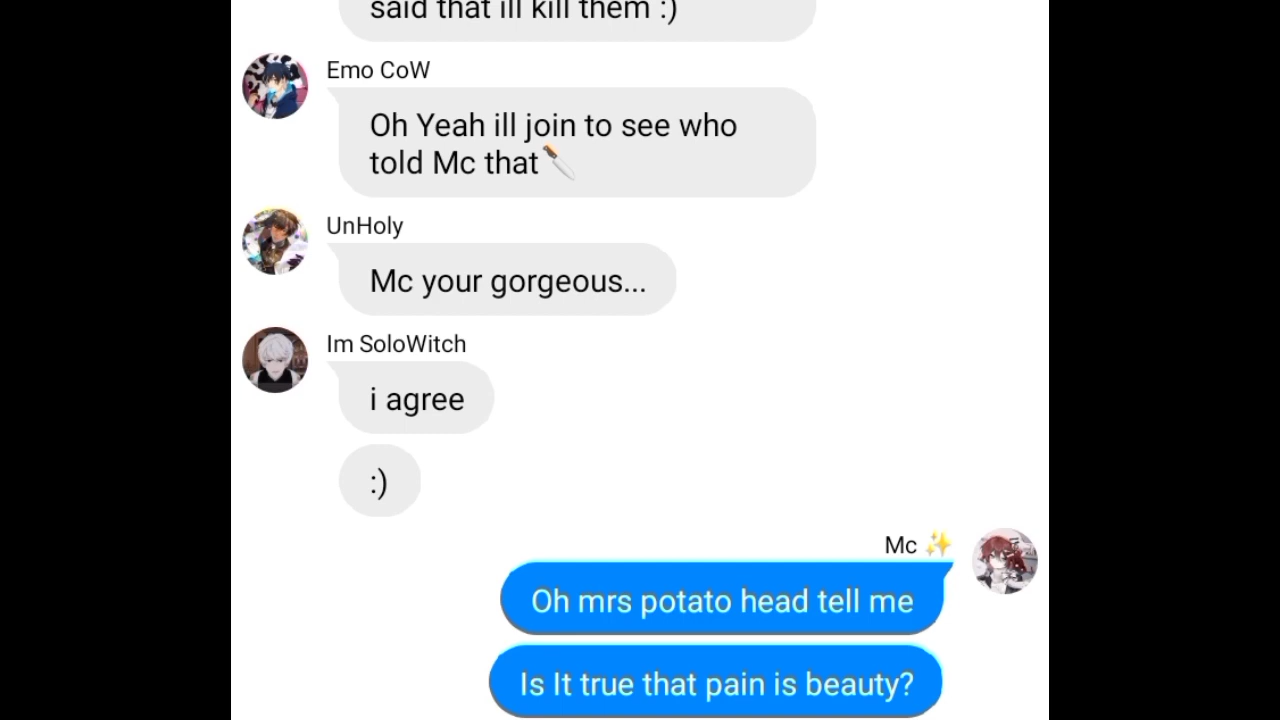 said that ill kill them :)
Emo CoW
Oh Yeah ill join to see who
told Mc that🔪
UnHoly
Mc your gorgeous...
Im SoloWitch
i agree
:)
Mc ✨
Oh mrs potato head tell me
Is It true that pain is beauty?